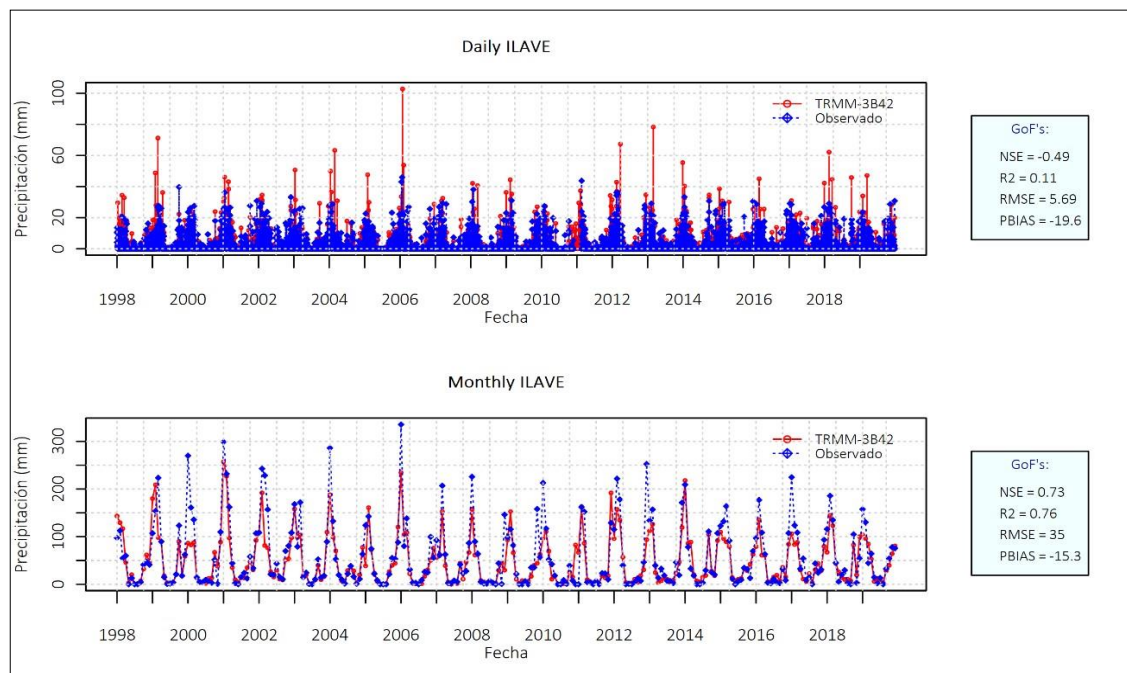 Daily ILAVE
Precipitación (mm)
100
60
20
0
TRMM-3B42
Observado
1998 2000 2002 2004 2006 2008 2010 2012 2014 2016 2018
Fecha
GoF's:
NSE = -0.49
R2 = 0.11
RMSE = 5.69
PBIAS = -19.6
Monthly ILAVE
Precipitación (mm)
300
200
100
0
TRMM-3B42
Observado
1998 2000 2002 2004 2006 2008 2010 2012 2014 2016 2018
Fecha
GoF's:
NSE = 0.73
R2 = 0.76
RMSE = 35
PBIAS = -15.3